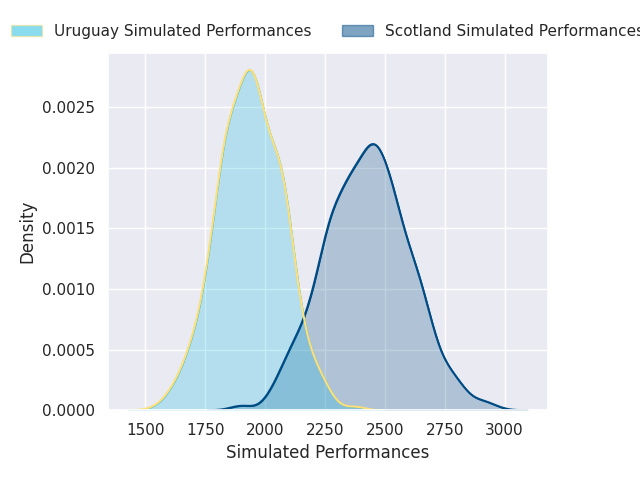 Uruguay Simulated Performances
Scotland Simulated Performances
0.0025
0.0020
0.0015
0.0010
0.0005
0.0000
Density
1500 1750 2000 2250 2500 2750 3000
Simulated Performances